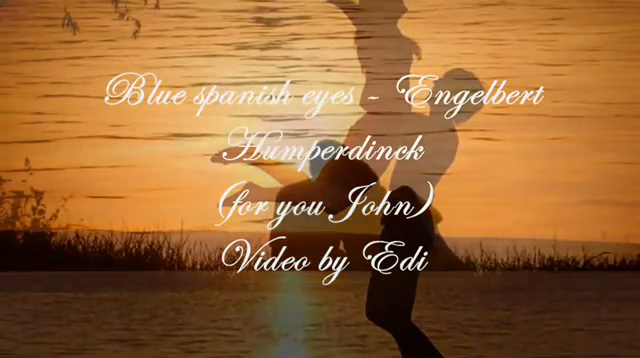 Blue spanish eyes - Engelbert
Humperdinck
(for you John)
Video by Edi